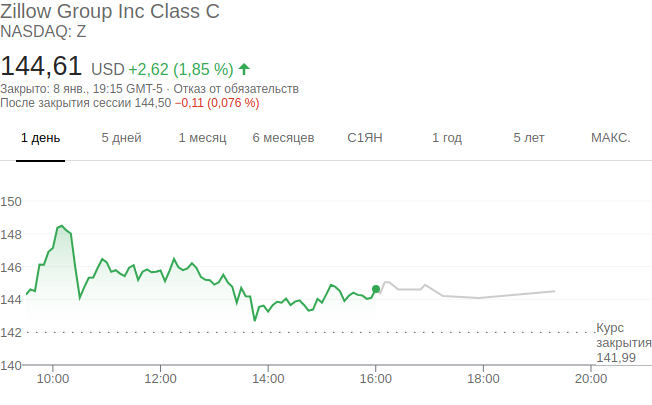 Zillow Group Inc Class C
NASDAQ: Z
144,61 USD +2,62 (1,85 %)
Закрыто: 8 янв., 19:15 GMT-5 · Отказ от обязательств
После закрытия сессии 144,50 −0,11 (0,076 %)
1 день 5 дней 1 месяц 6 месяцев С1ЯН 1 год 5 лет МАКС.
150
148
146
144
142
Курс
закрытия
141,99
140
10:00 12:00 14:00 16:00 18:00 20:00